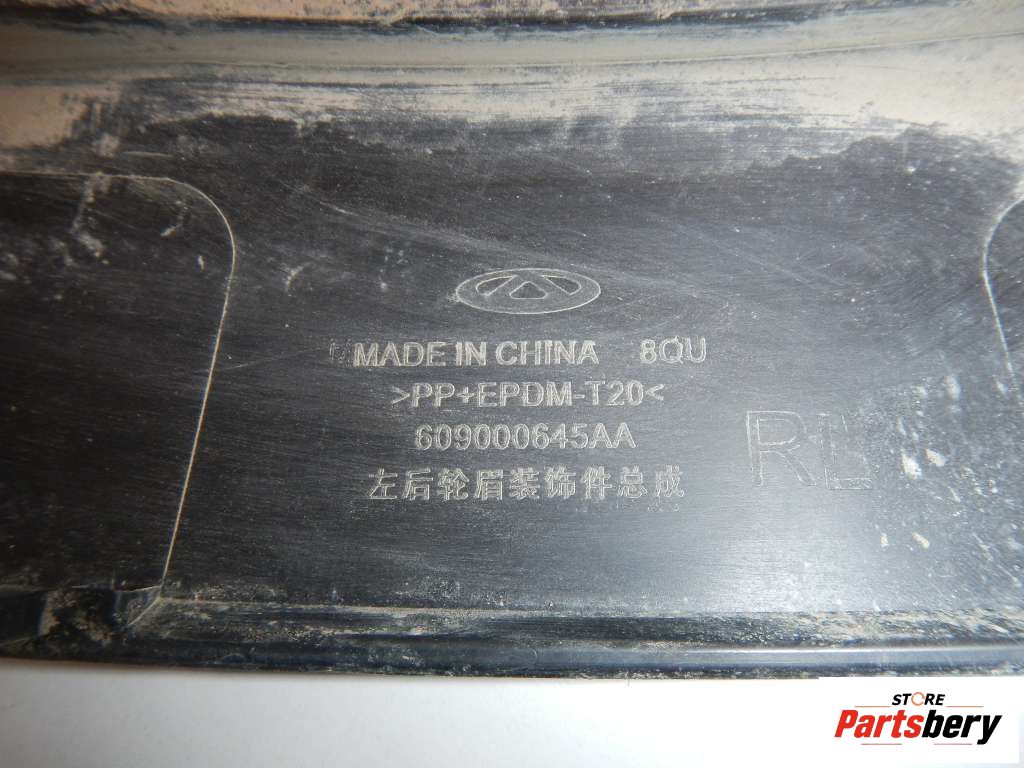 MADE IN CHINA 8QU
>PP+EPDM-T20<
609000645AA
左后轮眉装饰件总成
RL
STORE
Partsbery